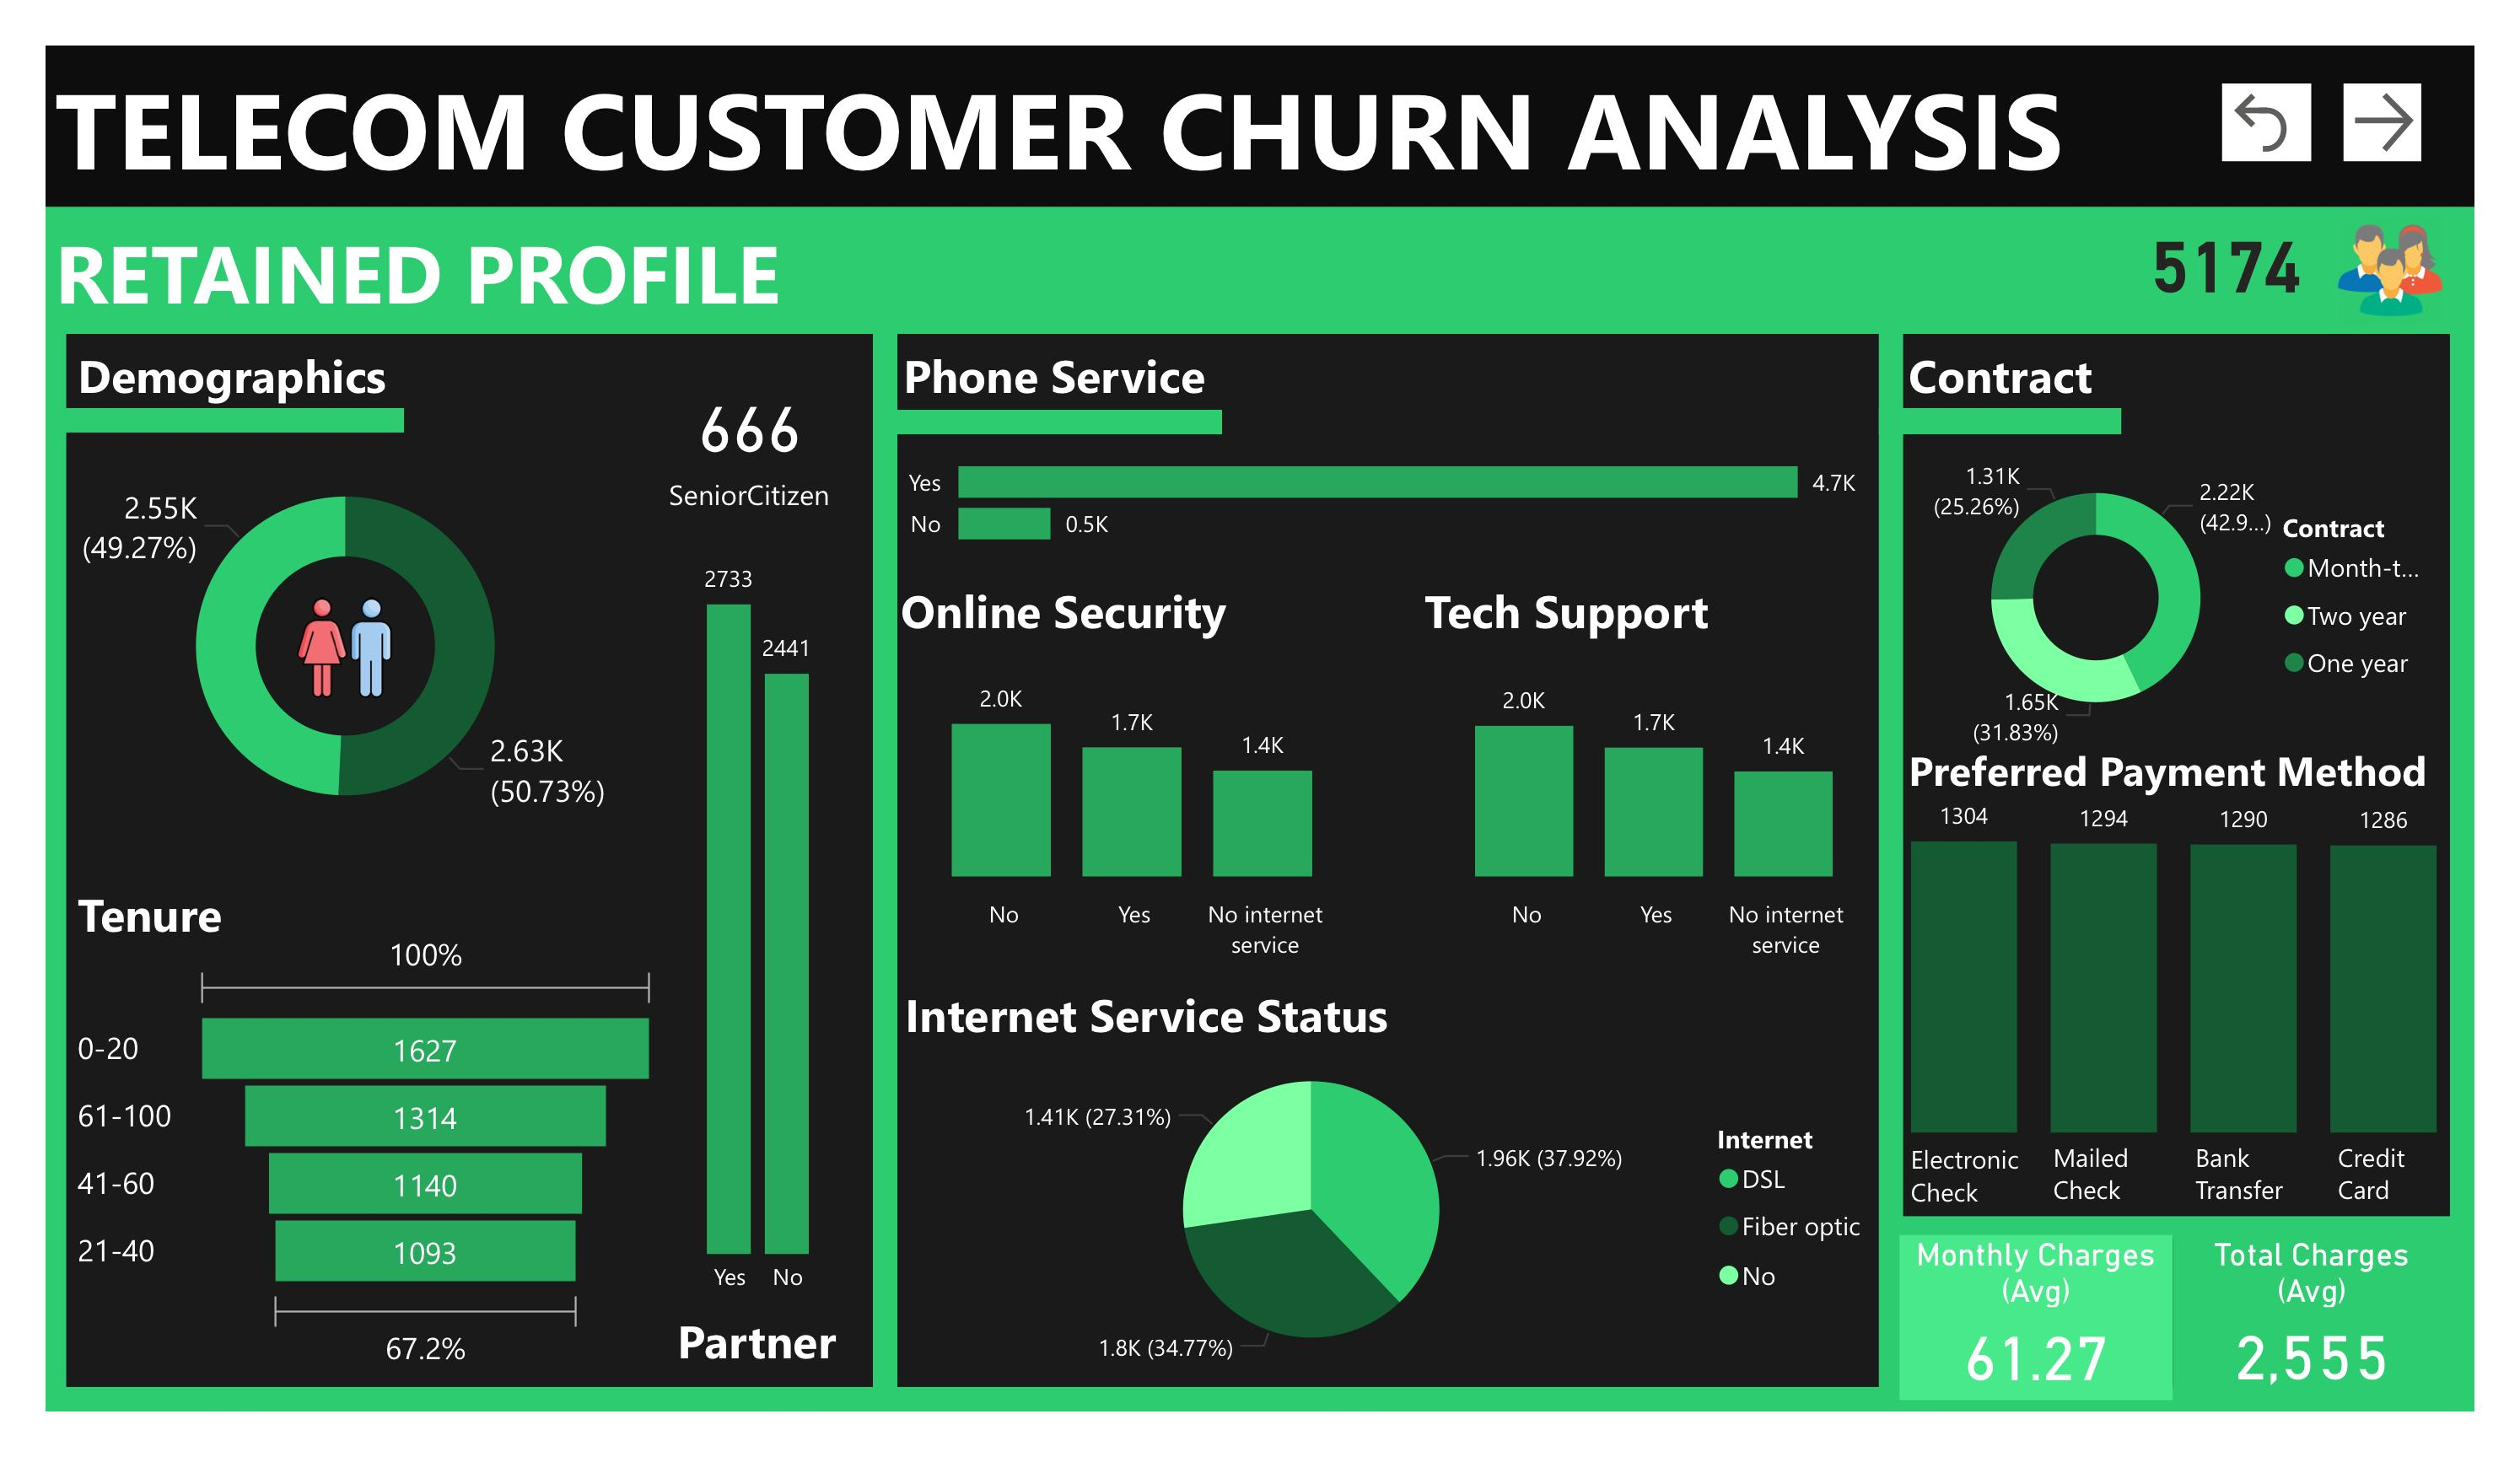 TELECOM CUSTOMER CHURN ANALYSIS
RETAINED PROFILE
5174
Demographics
666
SeniorCitizen
2.55K
(49.27%)
2.63K
(50.73%)
2733
2441
Yes
No
Partner
Tenure
100%
0-20
1627
61-100
1314
41-60
1140
21-40
1093
67.2%
Phone Service
Yes
4.7K
No
0.5K
Online Security
2.0K
1.7K
1.4K
No
Yes
No internet
service
Tech Support
2.0K
1.7K
1.4K
No
Yes
No internet
service
Internet Service Status
1.41K (27.31%)
1.96K (37.92%)
1.8K (34.77%)
Internet
DSL
Fiber optic
No
Contract
1.31K
(25.26%)
2.22K
(42.9...)
1.65K
(31.83%)
Contract
Month-t...
Two year
One year
Preferred Payment Method
1304
1294
1290
1286
Electronic
Check
Mailed
Check
Bank
Transfer
Credit
Card
Monthly Charges
(Avg)
61.27
Total Charges
(Avg)
2,555